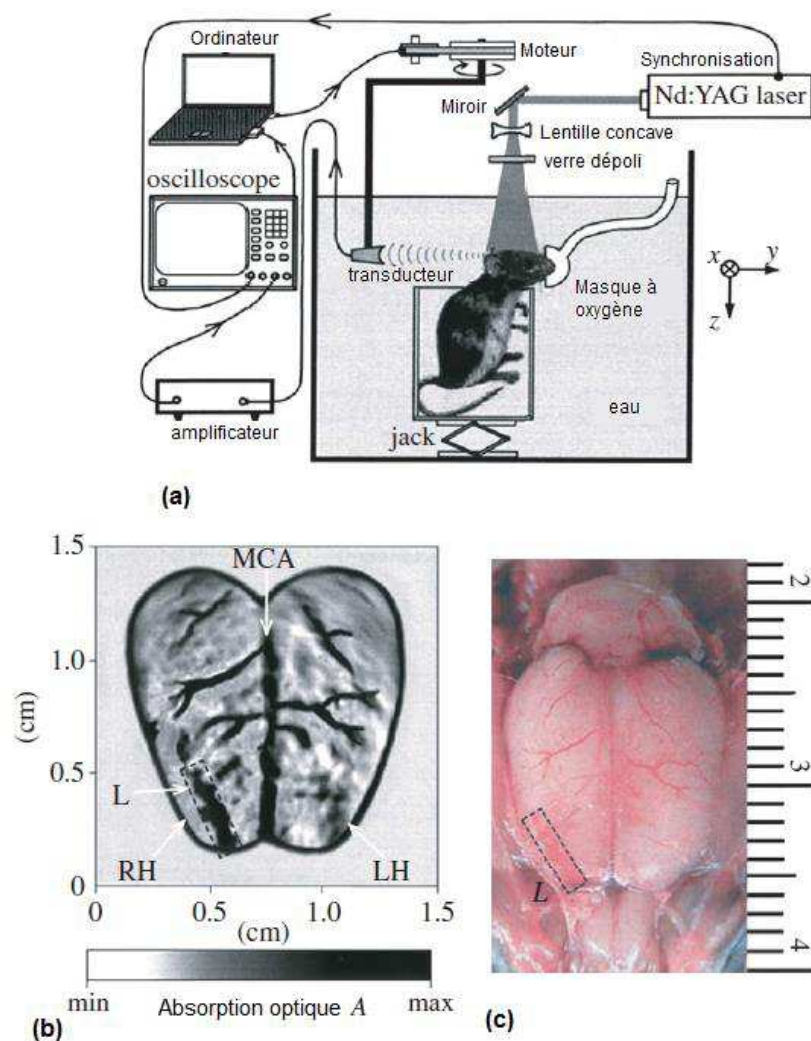 Ordinateur
Moteur
Synchronisation
Nd:YAG laser
Miroir
Lentille concave
verre dépoli
oscilloscope
transducteur
Masque à
oxygène
x
y
z
eau
amplificateur
jack
(a)
1.5
MCA
1.0
(cm)
0.5
L
RH
LH
0
0
0.5
1.0
1.5
(cm)
min
Absorption optique A
max
(b)
2
3
4
L
(c)